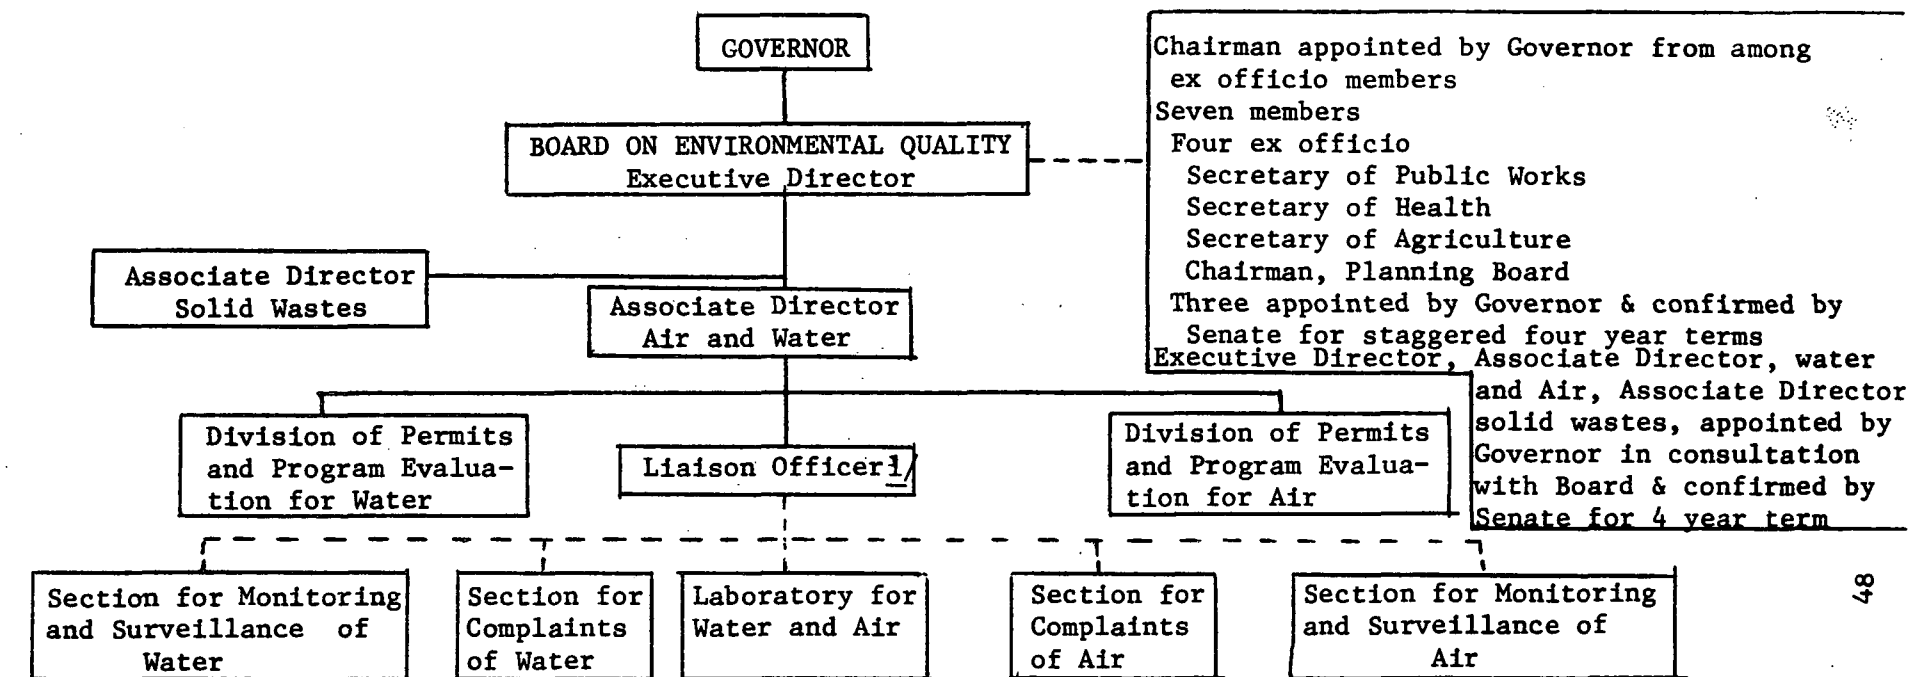 GOVERNOR
BOARD ON ENVIRONMENTAL QUALITY
Executive Director
Chairman appointed by Governor from among
ex officio members
Seven members
Four ex officio
Secretary of Public Works
Secretary of Health
Secretary of Agriculture
Chairman, Planning Board
Three appointed by Governor & confirmed by
Senate for staggered four year terms
Executive Director, Associate Director, water
and Air, Associate Director
solid wastes, appointed by
Governor in consultation
with Board & confirmed by
Senate for 4 year term
Associate Director
Solid Wastes
Associate Director
Air and Water
Division of Permits
and Program Evalua-
tion for Water
Liaison Officer 1/
Division of Permits
and Program Evalua-
tion for Air
Section for Monitoring
and Surveillance of
Water
Section for
Complaints
of Water
Laboratory for
Water and Air
Section for
Complaints
of Air
Section for Monitoring
and Surveillance of
Air
48